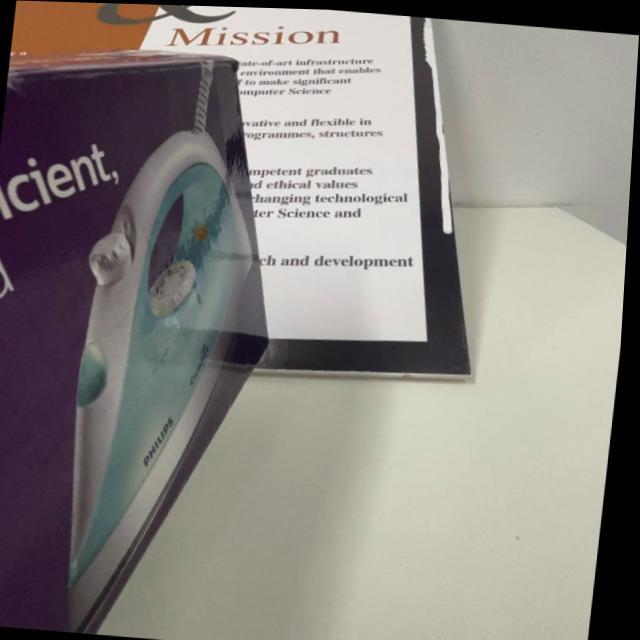 &
Mission
ate-of-art infrastructure
environment that enables
to make significant
mputer Science
vative and flexible in
rogrammes, structures
mpetent graduates
d ethical values
changing technological
ter Science and
ch and development
icient,
PHILIPS